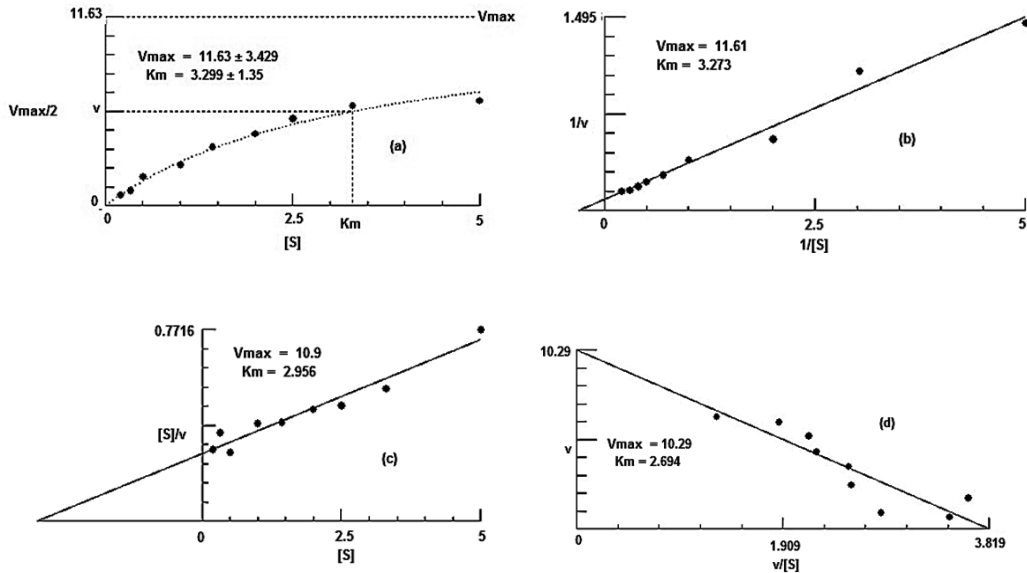 11.63
Vmax
Vmax = 11.63 ± 3.429
Km = 3.299 ± 1.35
Vmax/2
v
(a)
0
0
2.5
Km
5
[S]
1.495
Vmax = 11.61
Km = 3.273
1/v
(b)
0
2.5
5
1/[S]
0.7716
Vmax = 10.9
Km = 2.956
[S]/v
(c)
0
2.5
5
[S]
10.29
(d)
v
Vmax = 10.29
Km = 2.694
0
1.909
3.819
v/[S]